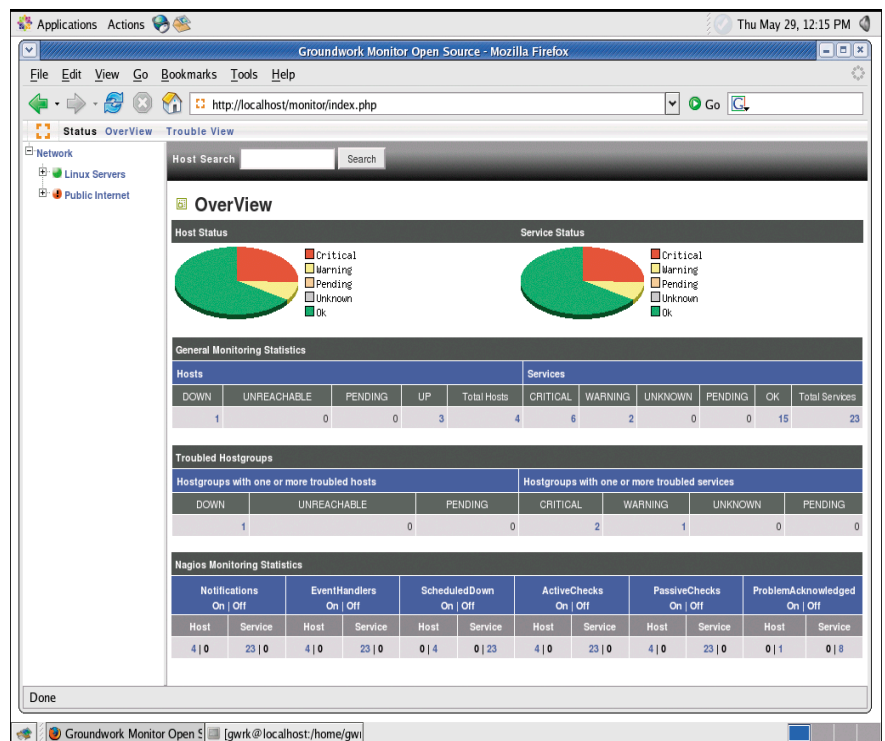 Applications Actions Thu May 29, 12:15 PM
Groundwork Monitor Open Source - Mozilla Firefox
File Edit View Go Bookmarks Tools Help
http://localhost/monitor/index.php Go G
Status OverView Trouble View
Network
Linux Servers
Public Internet
Host Search Search
OverView
Host Status Service Status
Critical Critical
Warning Warning
Pending Pending
Unknown Unknown
Ok Ok
General Monitoring Statistics
Hosts Services
DOWN UNREACHABLE PENDING UP Total Hosts CRITICAL WARNING UNKNOWN PENDING OK Total Services
1 0 0 3 4 6 2 0 0 15 23
Troubled Hostgroups
Hostgroups with one or more troubled hosts Hostgroups with one or more troubled services
DOWN UNREACHABLE PENDING CRITICAL WARNING UNKNOWN PENDING
1 0 0 2 1 0 0
Nagios Monitoring Statistics
Notifications EventHandlers ScheduledDown ActiveChecks PassiveChecks ProblemAcknowledged
On | Off On | Off On | Off On | Off On | Off On | Off
Host Service Host Service Host Service Host Service Host Service Host Service
4 | 0 23 | 0 4 | 0 23 | 0 0 | 4 0 | 23 4 | 0 23 | 0 4 | 0 23 | 0 0 | 1 0 | 8
Done
Groundwork Monitor Open S [gwrk@localhost:/home/gwr